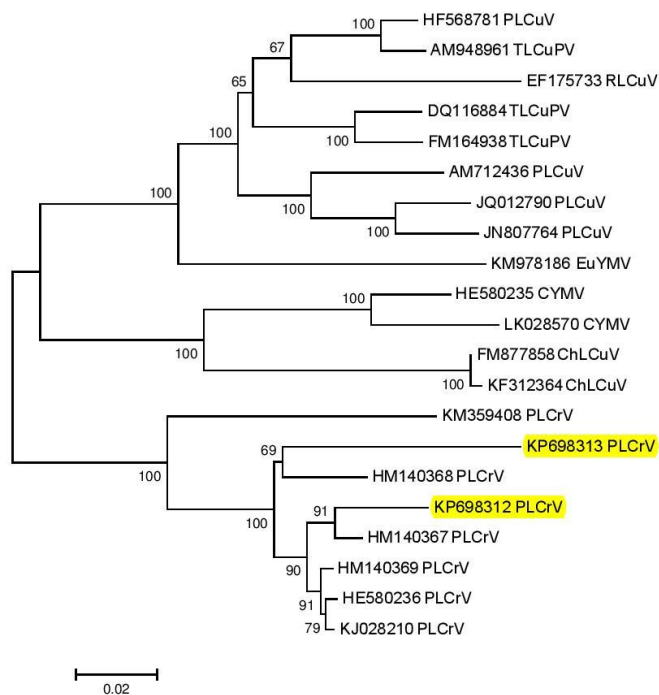 HF568781 PLCuV
100
AM948961 TLCuPV
67
EF175733 RLCuV
65
DQ116884 TLCuPV
100
FM164938 TLCuPV
100
AM712436 PLCuV
100
JQ012790 PLCuV
100
JN807764 PLCuV
100
KM978186 EuYMV
HE580235 CYMV
100
LK028570 CYMV
100
FM877858 ChLCuV
100
KF312364 ChLCuV
KM359408 PLCrV
100
KP698313 PLCrV
69
HM140368 PLCrV
100
KP698312 PLCrV
91
HM140367 PLCrV
90
HM140369 PLCrV
91
HE580236 PLCrV
79
KJ028210 PLCrV
0.02